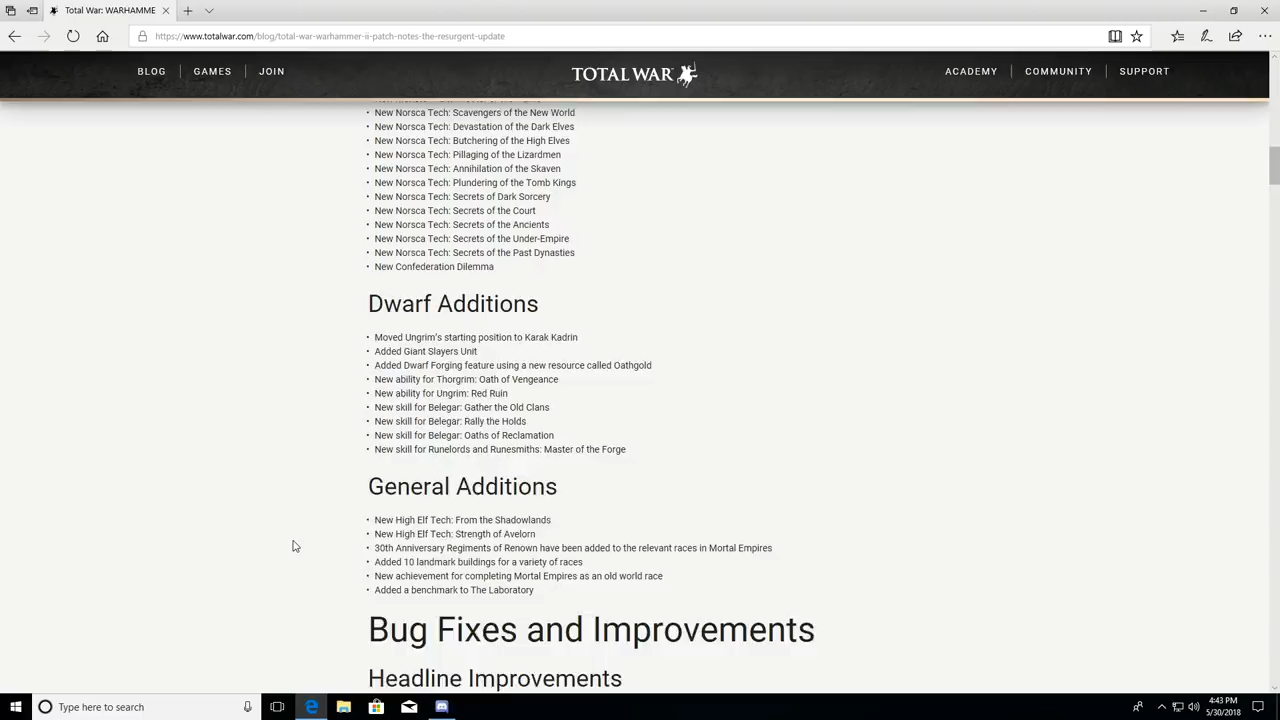 Total War: WARHAMME
https://www.totalwar.com/blog/total-war-warhammer-ii-patch-notes-the-resurgent-update
BLOG GAMES JOIN TOTAL WAR ACADEMY COMMUNITY SUPPORT
• New Norsca Tech: Scavengers of the New World
• New Norsca Tech: Devastation of the Dark Elves
• New Norsca Tech: Butchering of the High Elves
• New Norsca Tech: Pillaging of the Lizardmen
• New Norsca Tech: Annihilation of the Skaven
• New Norsca Tech: Plundering of the Tomb Kings
• New Norsca Tech: Secrets of Dark Sorcery
• New Norsca Tech: Secrets of the Court
• New Norsca Tech: Secrets of the Ancients
• New Norsca Tech: Secrets of the Under-Empire
• New Norsca Tech: Secrets of the Past Dynasties
• New Confederation Dilemma
Dwarf Additions
• Moved Ungrim's starting position to Karak Kadrin
• Added Giant Slayers Unit
• Added Dwarf Forging feature using a new resource called Oathgold
• New ability for Thorgrim: Oath of Vengeance
• New ability for Ungrim: Red Ruin
• New skill for Belegar: Gather the Old Clans
• New skill for Belegar: Rally the Holds
• New skill for Belegar: Oaths of Reclamation
• New skill for Runelords and Runesmiths: Master of the Forge
General Additions
• New High Elf Tech: From the Shadowlands
• New High Elf Tech: Strength of Avelorn
• 30th Anniversary Regiments of Renown have been added to the relevant races in Mortal Empires
• Added 10 landmark buildings for a variety of races
• New achievement for completing Mortal Empires as an old world race
• Added a benchmark to The Laboratory
Bug Fixes and Improvements
Headline Improvements
Type here to search
4:43 PM
5/30/2018